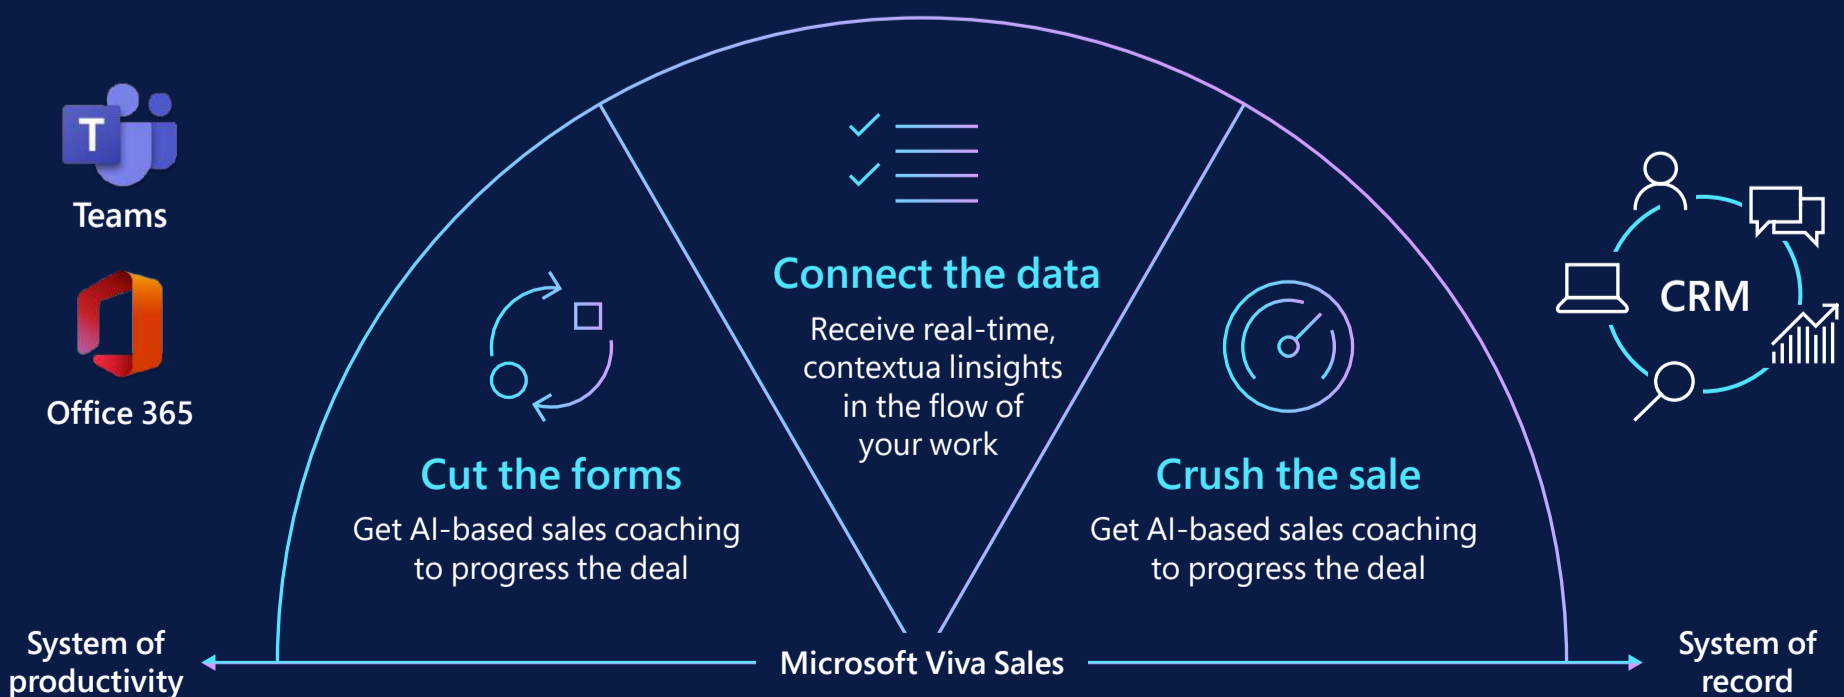 T
Teams
Office 365
Cut the forms
Get AI-based sales coaching
to progress the deal
Connect the data
Receive real-time,
contextua linsights
in the flow of
your work
Crush the sale
Get AI-based sales coaching
to progress the deal
CRM
System of
productivity
Microsoft Viva Sales
System of
record